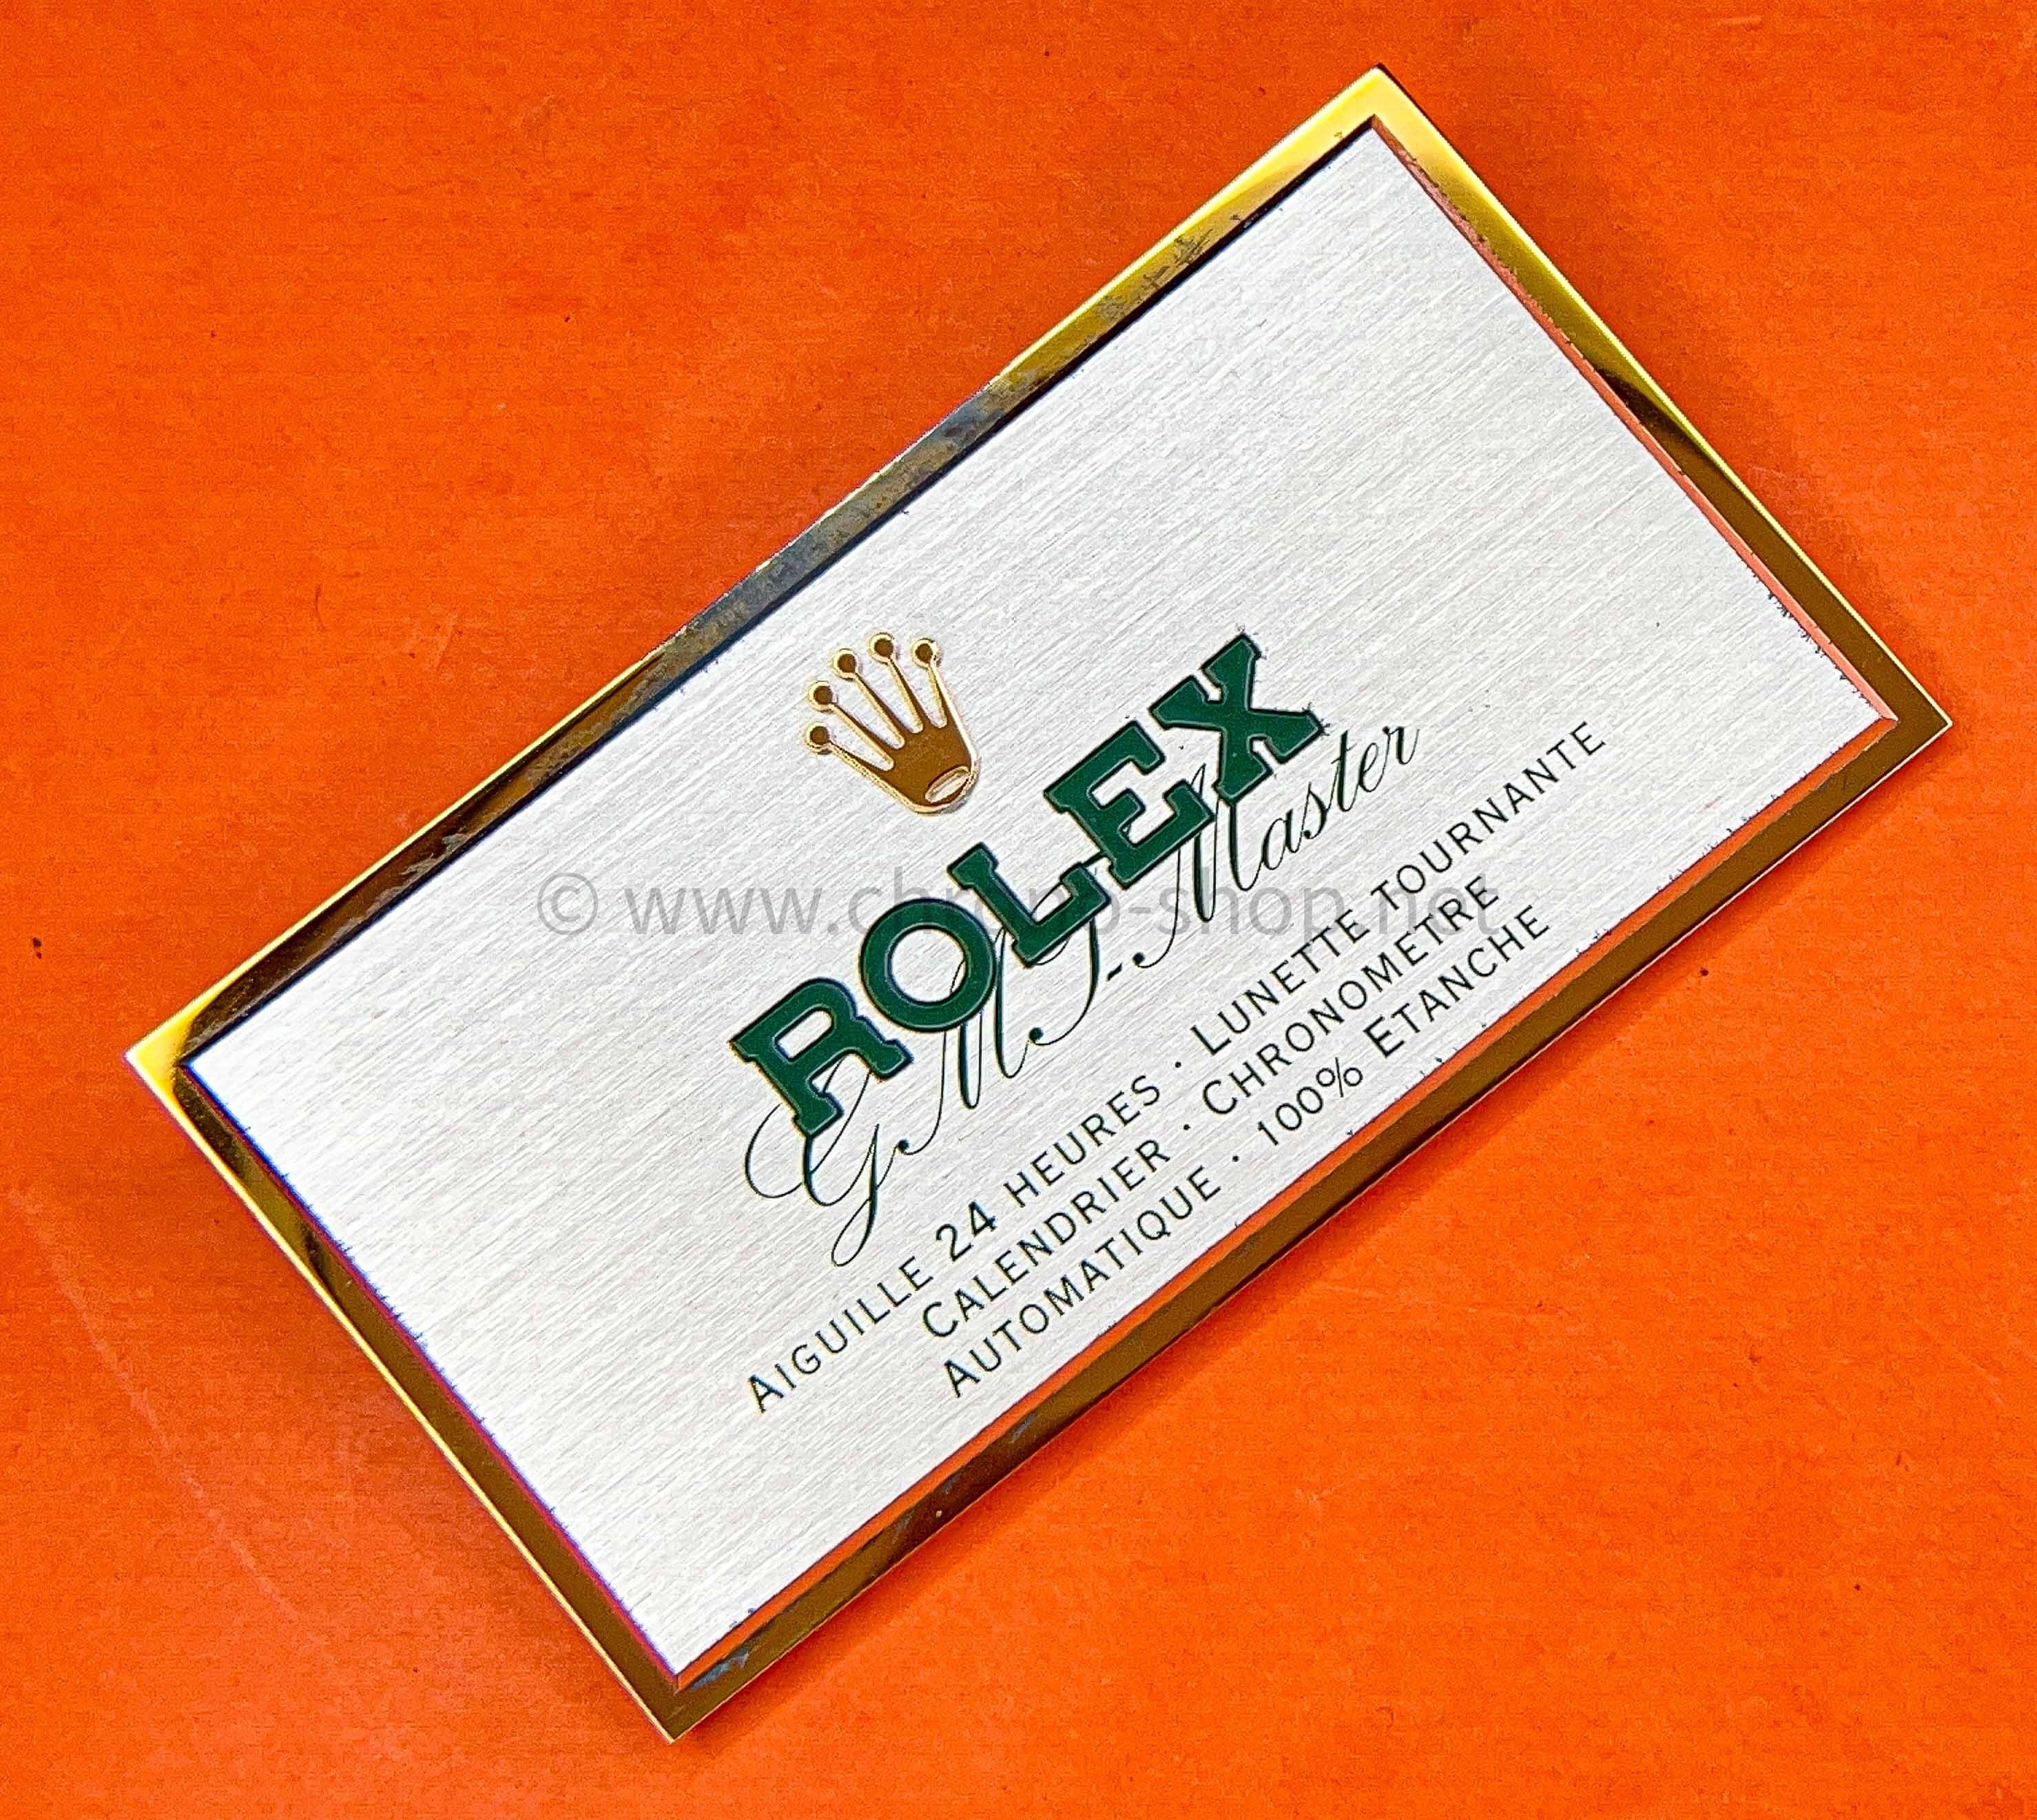 ROLEX
GMT-Master
AIGUILLE 24 HEURES · LUNETTE TOURNANTE
CALENDRIER · CHRONOMETRE
AUTOMATIQUE · 100% ETANCHE
© www.chrono-shop.net